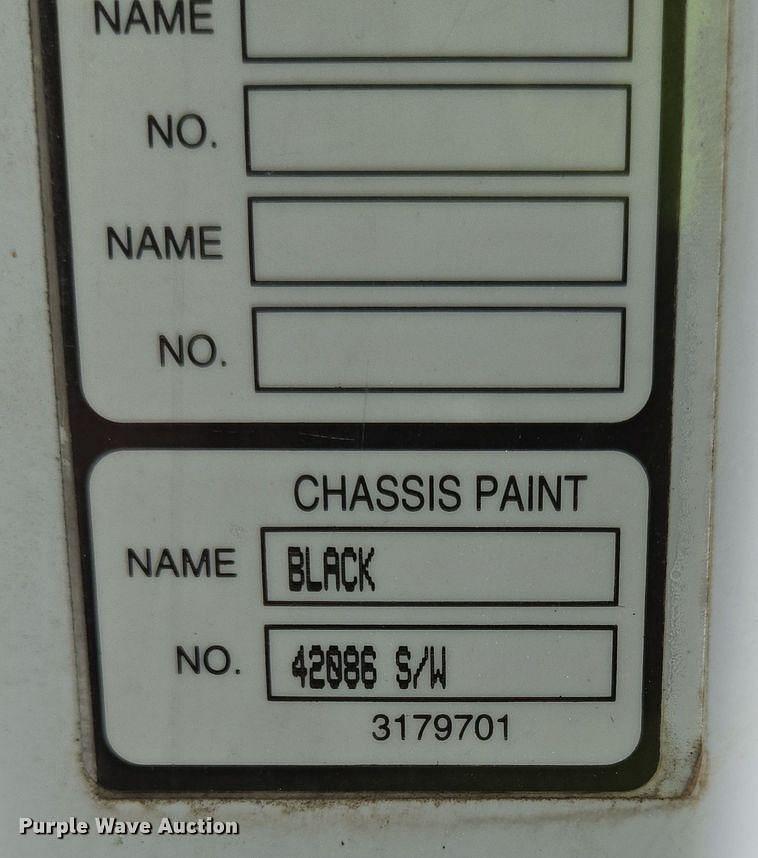 NAME
NO.
NAME
NO.
CHASSIS PAINT
NAME BLACK
NO. 42086 S/W
3179701
Purple Wave Auction